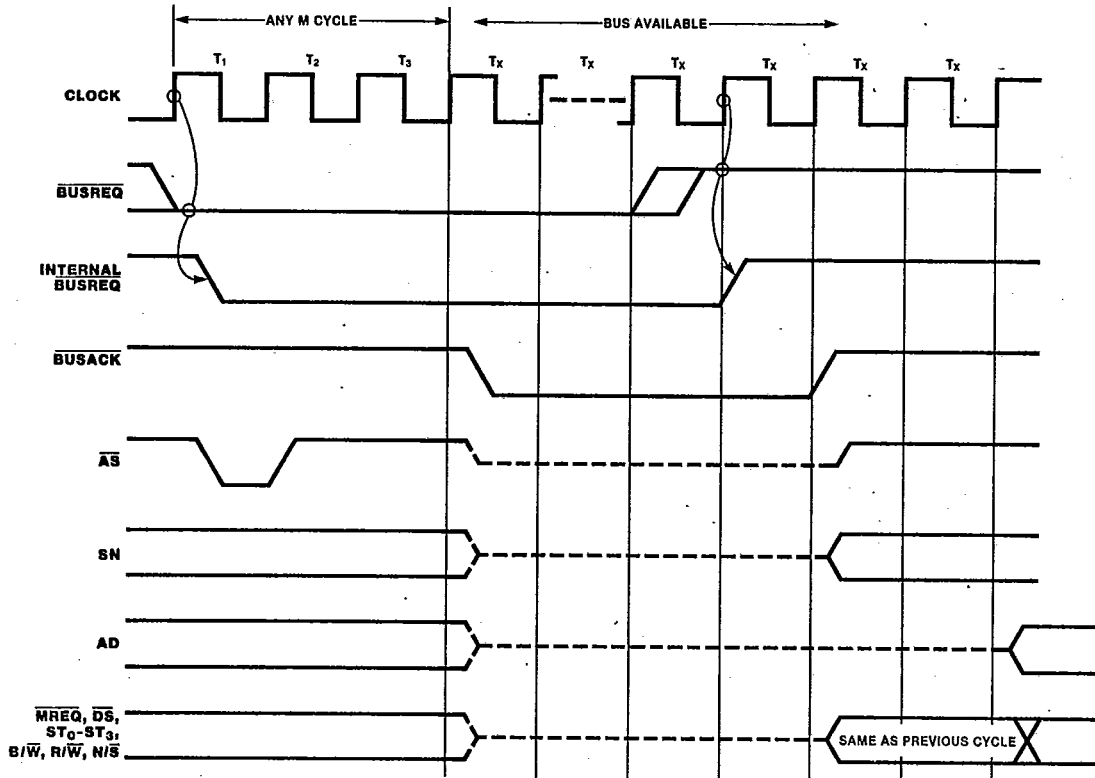 ANY M CYCLE
BUS AVAILABLE
T1 T2 T3 TX TX TX TX TX TX
CLOCK
BUSREQ
INTERNAL
BUSREQ
BUSACK
AS
SN
AD
MREQ, DS,
ST0-ST3,
B/W, R/W, N/S
SAME AS PREVIOUS CYCLE